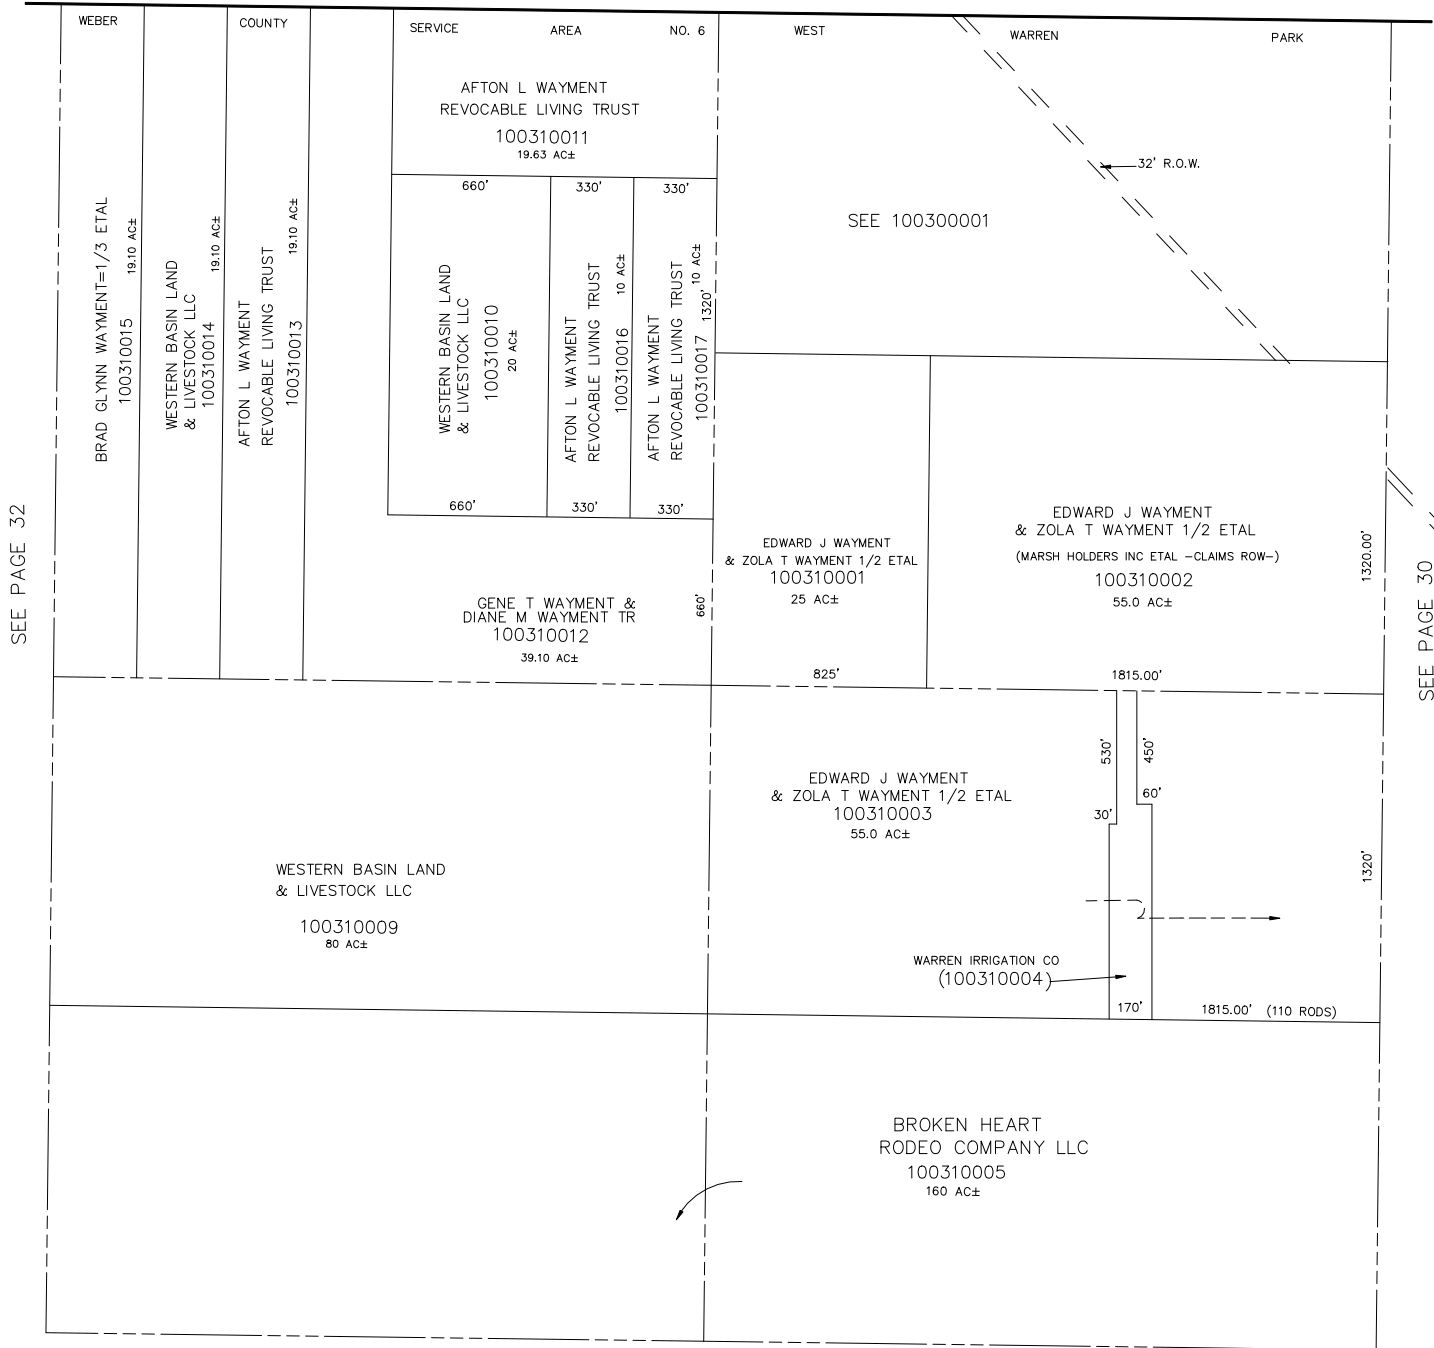 WEBER
COUNTY
SERVICE
AREA
NO. 6
WEST
WARREN
PARK
AFTON L WAYMENT
REVOCABLE LIVING TRUST
100310011
19.63 AC±
32' R.O.W.
SEE 100300001
BRAD GLYNN WAYMENT=1/3 ETAL
100310015
19.10 AC±
WESTERN BASIN LAND
& LIVESTOCK LLC
100310014
19.10 AC±
AFTON L WAYMENT
REVOCABLE LIVING TRUST
100310013
19.10 AC±
660'
330'
330'
WESTERN BASIN LAND
& LIVESTOCK LLC
100310010
20 AC±
AFTON L WAYMENT
REVOCABLE LIVING TRUST
100310016
10 AC±
AFTON L WAYMENT
REVOCABLE LIVING TRUST
100310017
10 AC±
1320'
660'
330'
330'
SEE PAGE 32
EDWARD J WAYMENT
& ZOLA T WAYMENT 1/2 ETAL
100310001
25 AC±
825'
EDWARD J WAYMENT
& ZOLA T WAYMENT 1/2 ETAL
(MARSH HOLDERS INC ETAL -CLAIMS ROW-)
100310002
55.0 AC±
1320.00'
1815.00'
SEE PAGE 30
GENE T WAYMENT &
DIANE M WAYMENT TR
100310012
39.10 AC±
660'
EDWARD J WAYMENT
& ZOLA T WAYMENT 1/2 ETAL
100310003
55.0 AC±
530'
450'
60'
30'
1320'
WESTERN BASIN LAND
& LIVESTOCK LLC
100310009
80 AC±
WARREN IRRIGATION CO
(100310004)
170'
1815.00' (110 RODS)
BROKEN HEART
RODEO COMPANY LLC
100310005
160 AC±